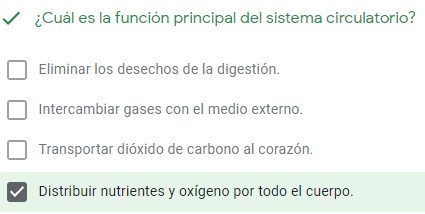 ¿Cuál es la función principal del sistema circulatorio?
Eliminar los desechos de la digestión.
Intercambiar gases con el medio externo.
Transportar dióxido de carbono al corazón.
Distribuir nutrientes y oxígeno por todo el cuerpo.